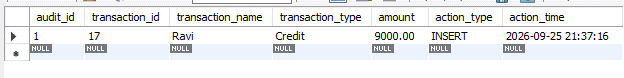 audit_id transaction_id transaction_name transaction_type amount action_type action_time
1 17 Ravi Credit 9000.00 INSERT 2026-09-25 21:37:16
NULL NULL NULL NULL NULL NULL NULL